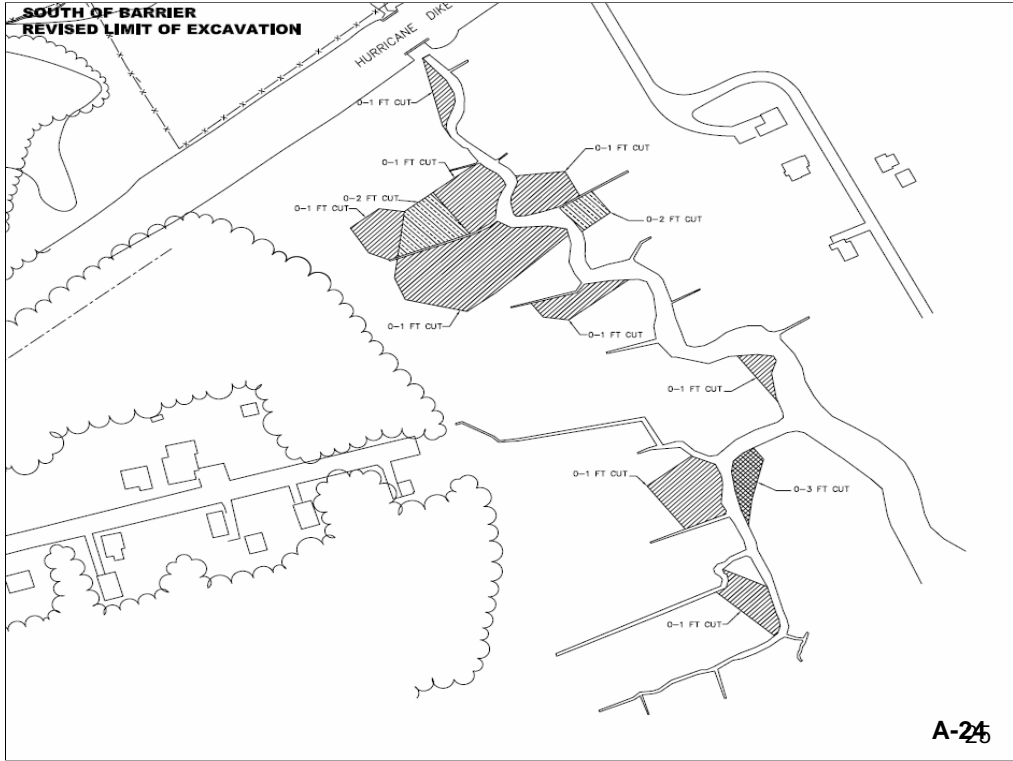 SOUTH OF BARRIER
REVISED LIMIT OF EXCAVATION
HURRICANE DIKE
0-1 FT CUT
0-1 FT CUT
0-1 FT CUT
0-2 FT CUT
0-1 FT CUT
0-2 FT CUT
0-1 FT CUT
0-1 FT CUT
0-1 FT CUT
0-1 FT CUT
0-3 FT CUT
0-1 FT CUT
A-24
25